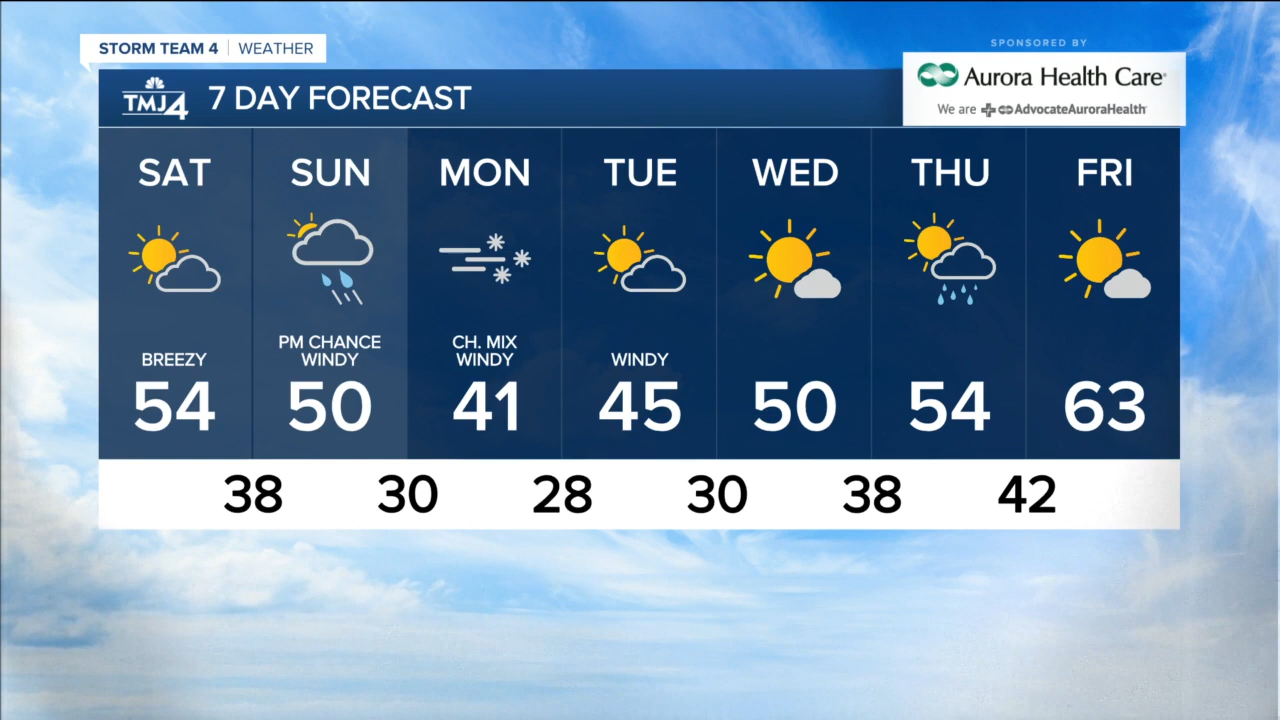 STORM TEAM 4 | WEATHER
SPONSORED BY
Aurora Health Care®
We are AdvocateAuroraHealth
TMJ4 7 DAY FORECAST
SAT SUN MON TUE WED THU FRI
PM CHANCE CH. MIX
BREEZY WINDY WINDY WINDY
54 50 41 45 50 54 63
38 30 28 30 38 42